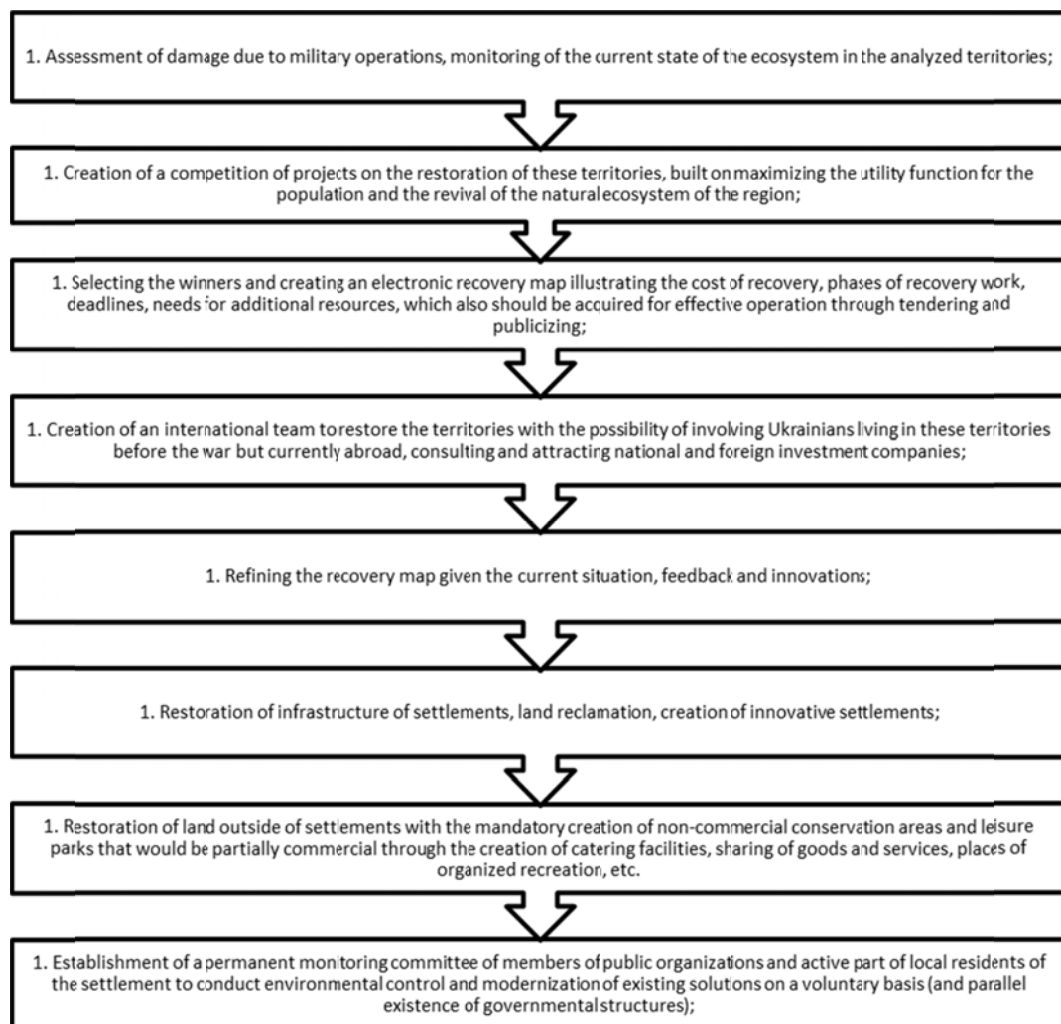 1. Assessment of damage due to military operations, monitoring of the current state of the ecosystem in the analyzed territories;
1. Creation of a competition of projects on the restoration of these territories, built on maximizing the utility function for the
population and the revival of the natural ecosystem of the region;
1. Selecting the winners and creating an electronic recovery map illustrating the cost of recovery, phases of recovery work,
deadlines, needs for additional resources, which also should be acquired for effective operation through tendering and
publicizing;
1. Creation of an international team to restore the territories with the possibility of involving Ukrainians living in these territories
before the war but currently abroad, consulting and attracting national and foreign investment companies;
1. Refining the recovery map given the current situation, feedback and innovations;
1. Restoration of infrastructure of settlements, land reclamation, creation of innovative settlements;
1. Restoration of land outside of settlements with the mandatory creation of non-commercial conservation areas and leisure
parks that would be partially commercial through the creation of catering facilities, sharing of goods and services, places of
organized recreation, etc.
1. Establishment of a permanent monitoring committee of members of public organizations and active part of local residents of
the settlement to conduct environmental control and modernization of existing solutions on a voluntary basis (and parallel
existence of governmental structures);